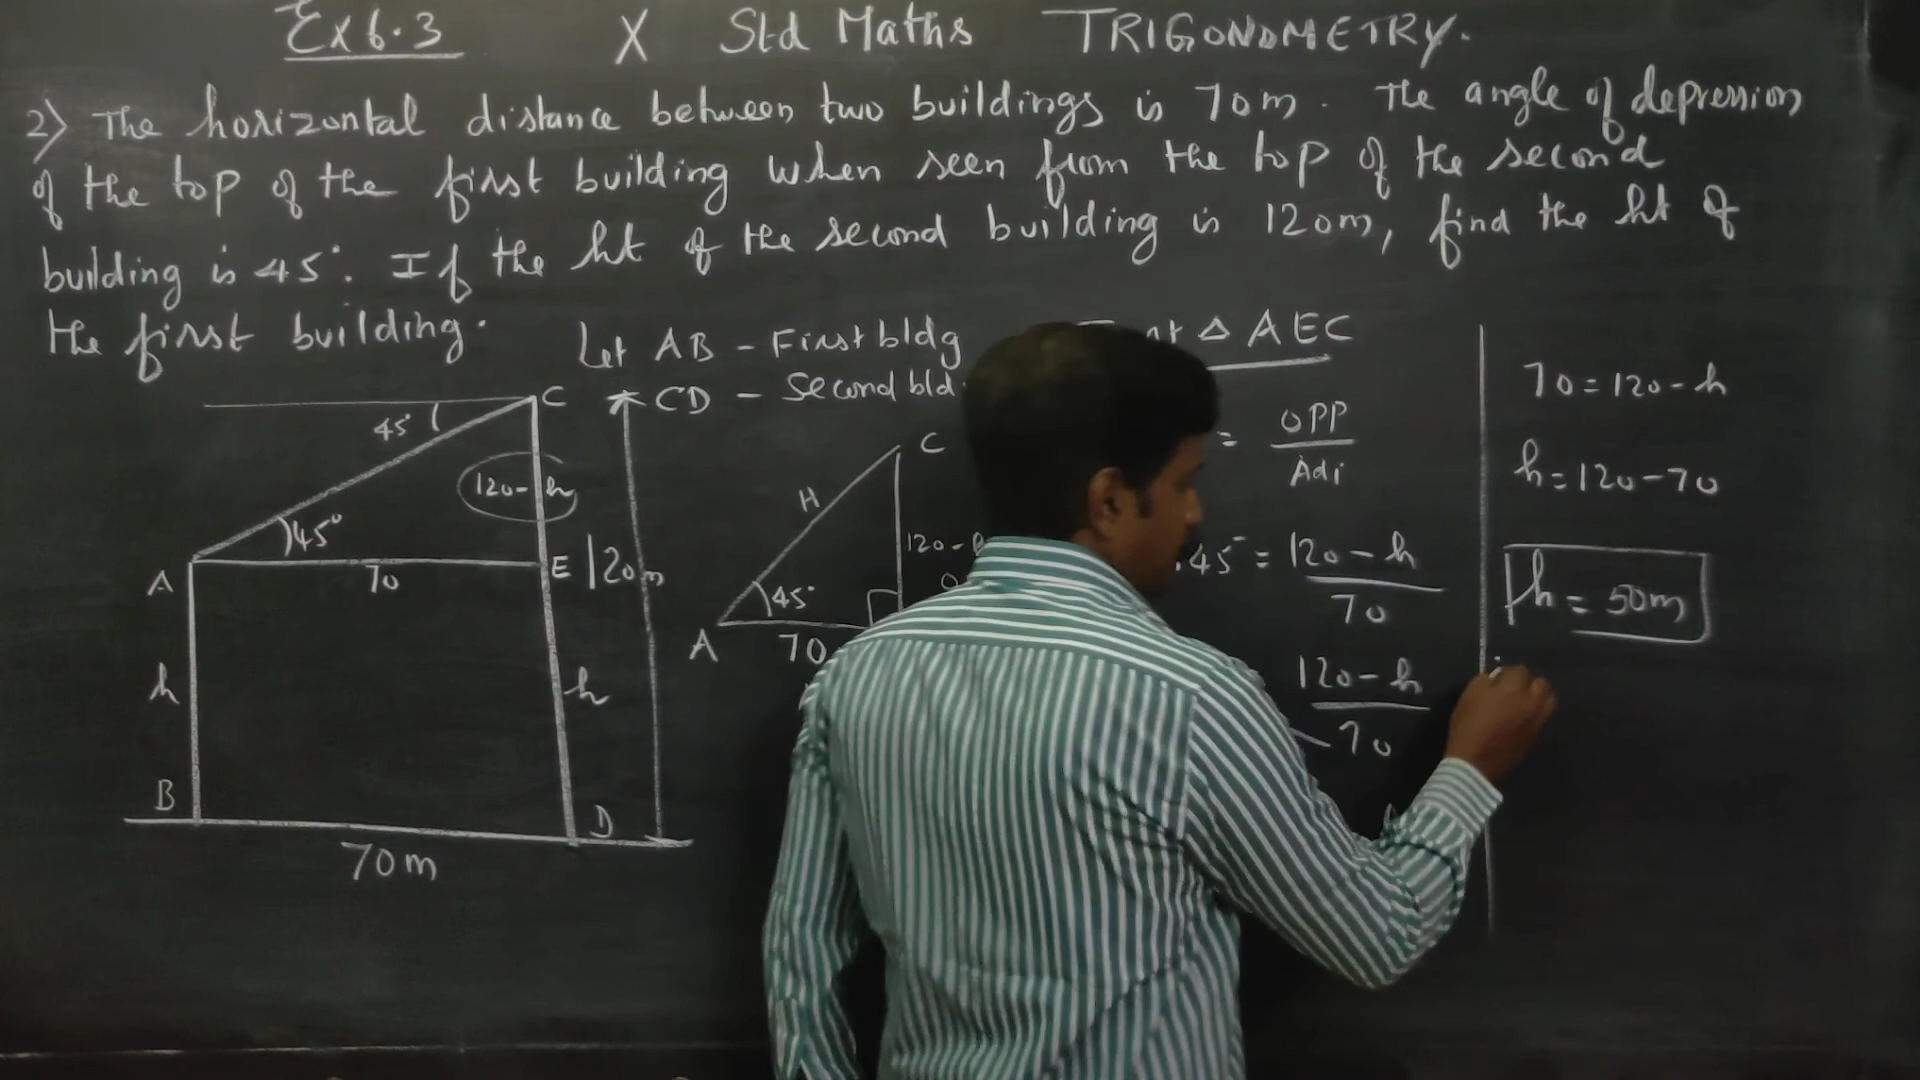 Ex 6.3 X Std Maths TRIGONOMETRY.
2) The horizontal distance between two buildings is 70m. The angle of depression
of the top of the first building when seen from the top of the second
building is 45°. If the ht of the second building is 120m, find the ht of
the first building.
Let AB - First bldg
CD - Second bld
C
45°
120-h
45°
A
70
E
120m
h
h
B
D
70m
C
H
120-h
45°
A
70
Δ AEC
= OPP
Adj
45° = 120-h
70
120-h
70
70 = 120-h
h = 120-70
h = 50m